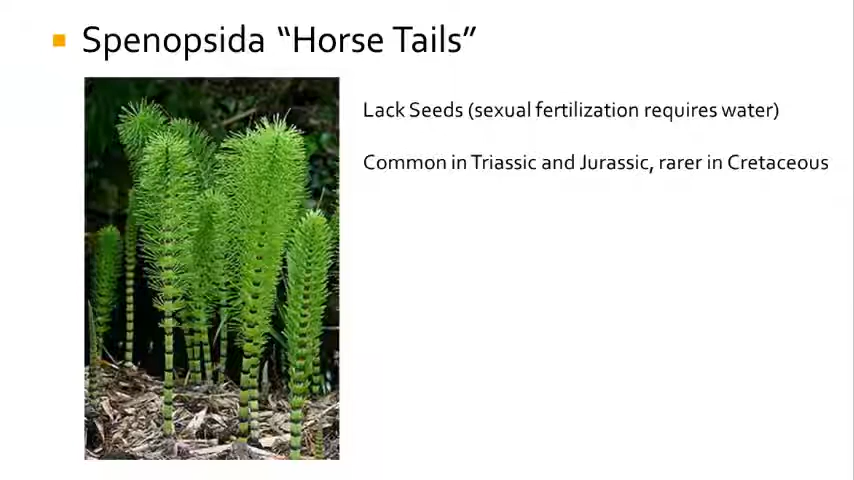 Spenopsida “Horse Tails”
Lack Seeds (sexual fertilization requires water)
Common in Triassic and Jurassic, rarer in Cretaceous